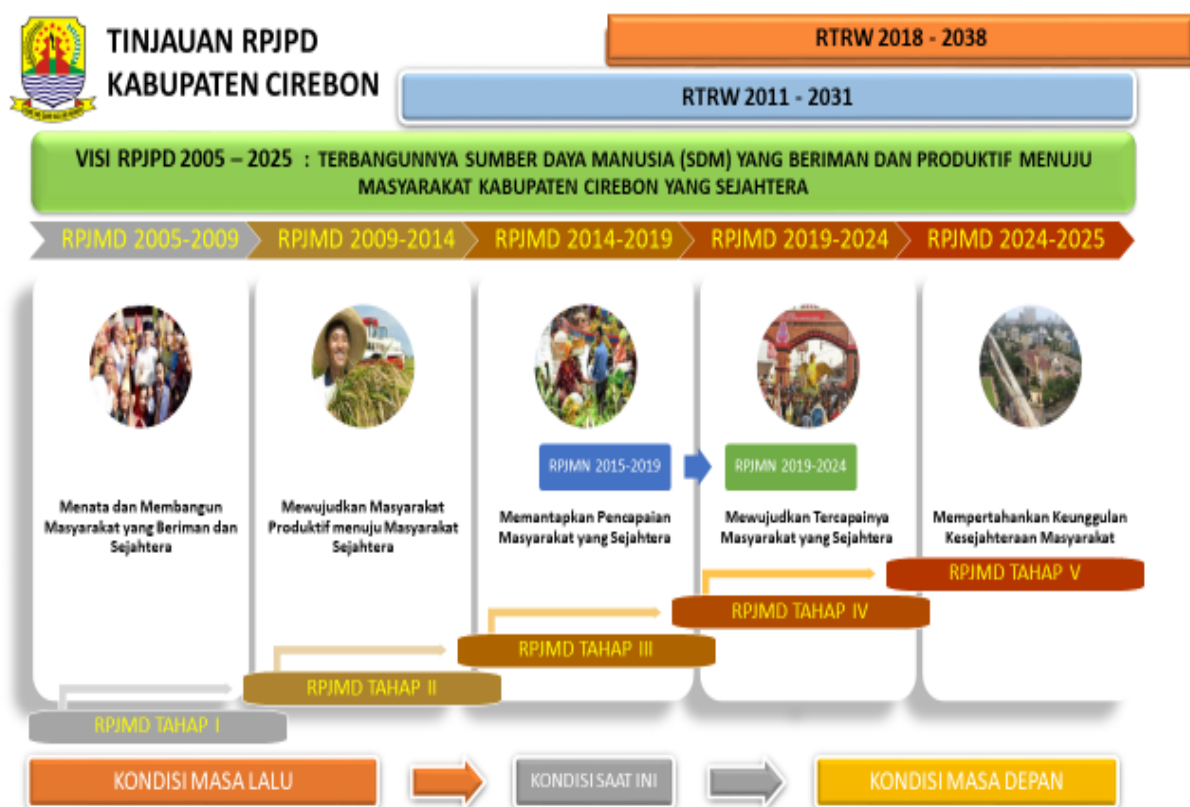 TINJAUAN RPJPD
KABUPATEN CIREBON
RTRW 2018 - 2038
RTRW 2011 - 2031
VISI RPJPD 2005 – 2025 : TERBANGUNNYA SUMBER DAYA MANUSIA (SDM) YANG BERIMAN DAN PRODUKTIF MENUJU
MASYARAKAT KABUPATEN CIREBON YANG SEJAHTERA
RPJMD 2005-2009
RPJMD 2009-2014
RPJMD 2014-2019
RPJMD 2019-2024
RPJMD 2024-2025
RPJMN 2015-2019
RPJMN 2019-2024
Menata dan Membangun
Masyarakat yang Beriman dan
Sejahtera
Mewujudkan Masyarakat
Produktif menuju Masyarakat
Sejahtera
Memantapkan Pencapaian
Masyarakat yang Sejahtera
Mewujudkan Tercapainya
Masyarakat yang Sejahtera
Mempertahankan Keunggulan
Kesejahteraan Masyarakat
RPJMD TAHAP V
RPJMD TAHAP IV
RPJMD TAHAP III
RPJMD TAHAP II
RPJMD TAHAP I
KONDISI MASA LALU
KONDISI SAAT INI
KONDISI MASA DEPAN